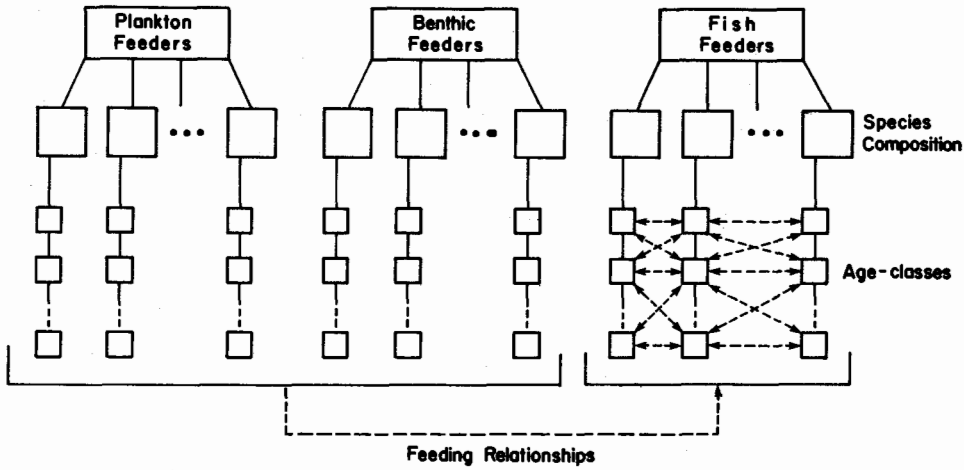 Plankton
Feeders
Benthic
Feeders
Fish
Feeders
Species
Composition
Age-classes
Feeding Relationships